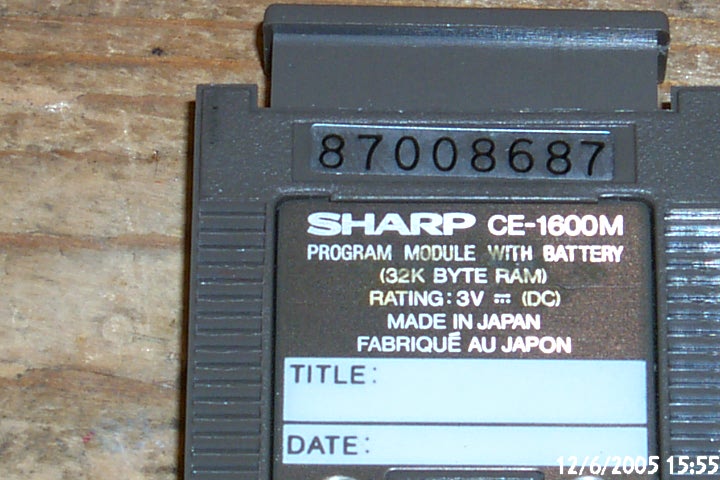 87008687
SHARP CE-1600M
PROGRAM MODULE WITH BATTERY
(32K BYTE RAM)
RATING: 3V ⎓ (DC)
MADE IN JAPAN
FABRIQUÉ AU JAPON
TITLE:
DATE:
12/6/2005 15:55